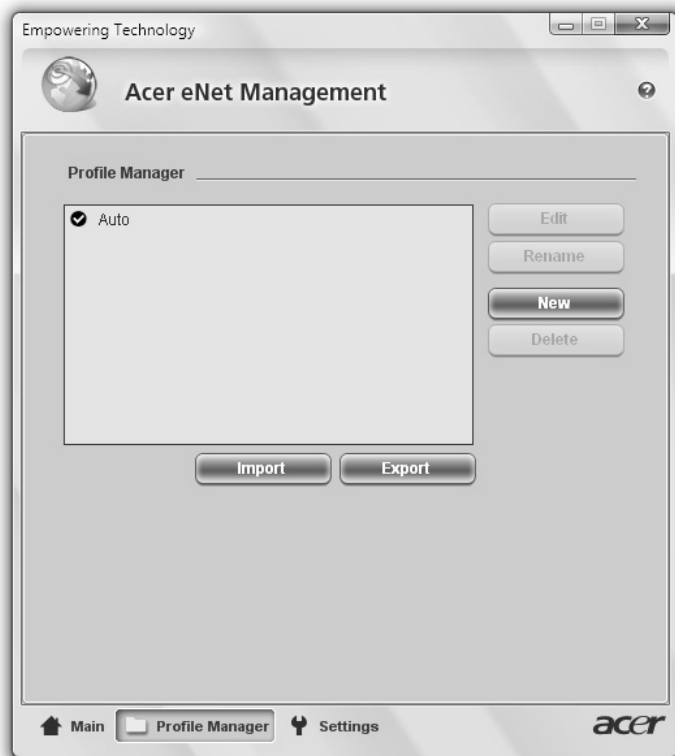 Empowering Technology
Acer eNet Management
?
Profile Manager
Auto
Edit
Rename
New
Delete
Import
Export
Main
Profile Manager
Settings
acer